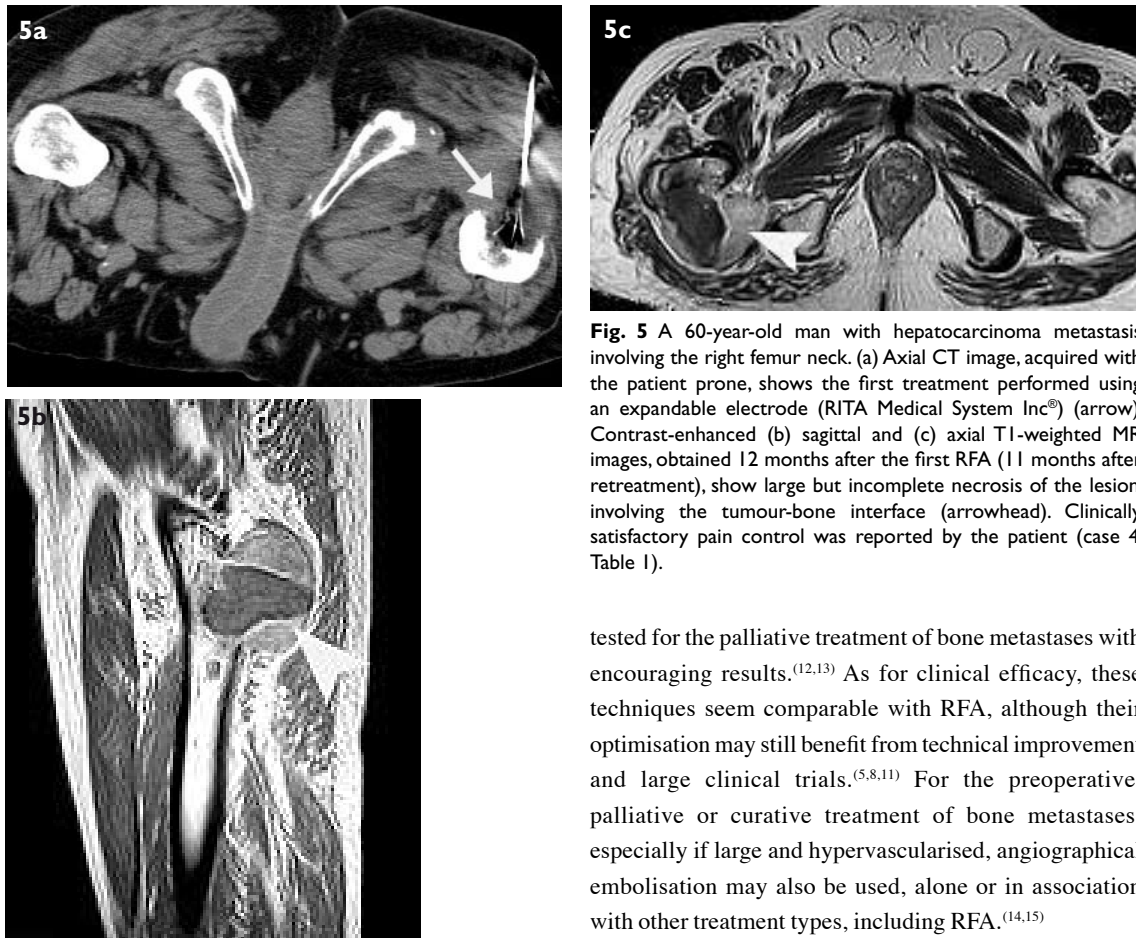 5a
5b
5c
Fig. 5 A 60-year-old man with hepatocarcinoma metastasis
involving the right femur neck. (a) Axial CT image, acquired with
the patient prone, shows the first treatment performed using
an expandable electrode (RITA Medical System Inc®) (arrow)
Contrast-enhanced (b) sagittal and (c) axial T1-weighted MR
images, obtained 12 months after the first RFA (11 months after
retreatment), show large but incomplete necrosis of the lesion
involving the tumour-bone interface (arrowhead). Clinically
satisfactory pain control was reported by the patient (case 4
Table 1).
tested for the palliative treatment of bone metastases with
encouraging results.(12,13) As for clinical efficacy, these
techniques seem comparable with RFA, although their
optimisation may still benefit from technical improvement
and large clinical trials.(5,8,11) For the preoperative
palliative or curative treatment of bone metastases
especially if large and hypervascularised, angiographical
embolisation may also be used, alone or in association
with other treatment types, including RFA.(14,15)